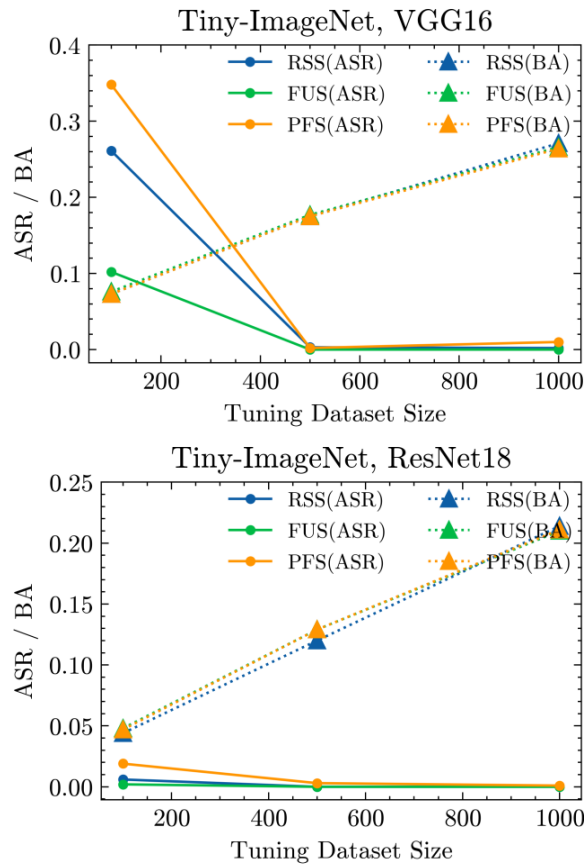 Tiny-ImageNet, VGG16
0.4
0.3
0.2
0.1
0.0
ASR / BA
RSS(ASR) RSS(BA)
FUS(ASR) FUS(BA)
PFS(ASR) PFS(BA)
200 400 600 800 1000
Tuning Dataset Size
Tiny-ImageNet, ResNet18
0.25
0.20
0.15
0.10
0.05
0.00
ASR / BA
RSS(ASR) RSS(BA)
FUS(ASR) FUS(BA)
PFS(ASR) PFS(BA)
200 400 600 800 1000
Tuning Dataset Size